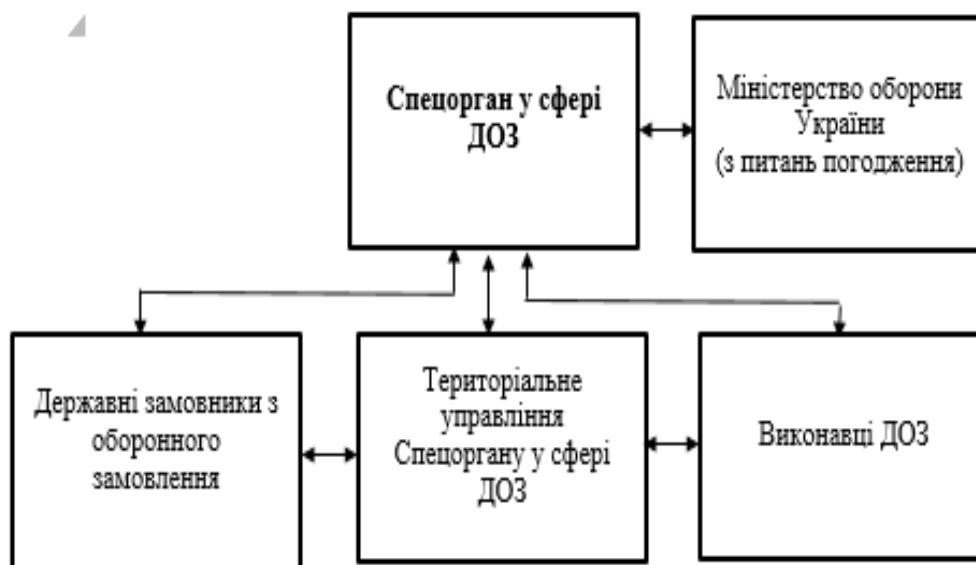 Спецорган у сфері
ДОЗ
Міністерство оборони
України
(з питань погодження)
Державні замовники з
оборонного
замовлення
Територіальне
управління
Спецоргану у сфері
ДОЗ
Виконавці ДОЗ